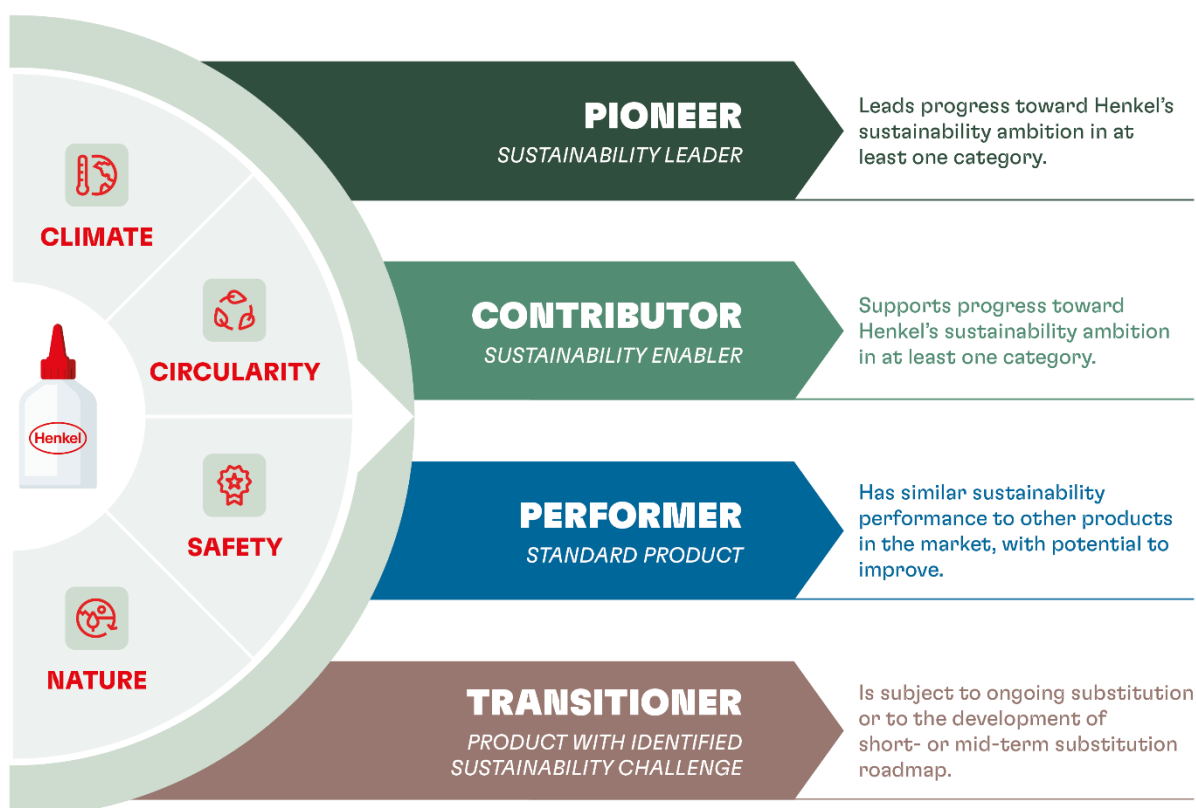 CLIMATE
CIRCULARITY
SAFETY
NATURE
Henkel
PIONEER
SUSTAINABILITY LEADER
Leads progress toward Henkel's
sustainability ambition in at
least one category.
CONTRIBUTOR
SUSTAINABILITY ENABLER
Supports progress toward
Henkel's sustainability ambition
in at least one category.
PERFORMER
STANDARD PRODUCT
Has similar sustainability
performance to other products
in the market, with potential to
improve.
TRANSITIONER
PRODUCT WITH IDENTIFIED
SUSTAINABILITY CHALLENGE
Is subject to ongoing substitution
or to the development of
short- or mid-term substitution
roadmap.